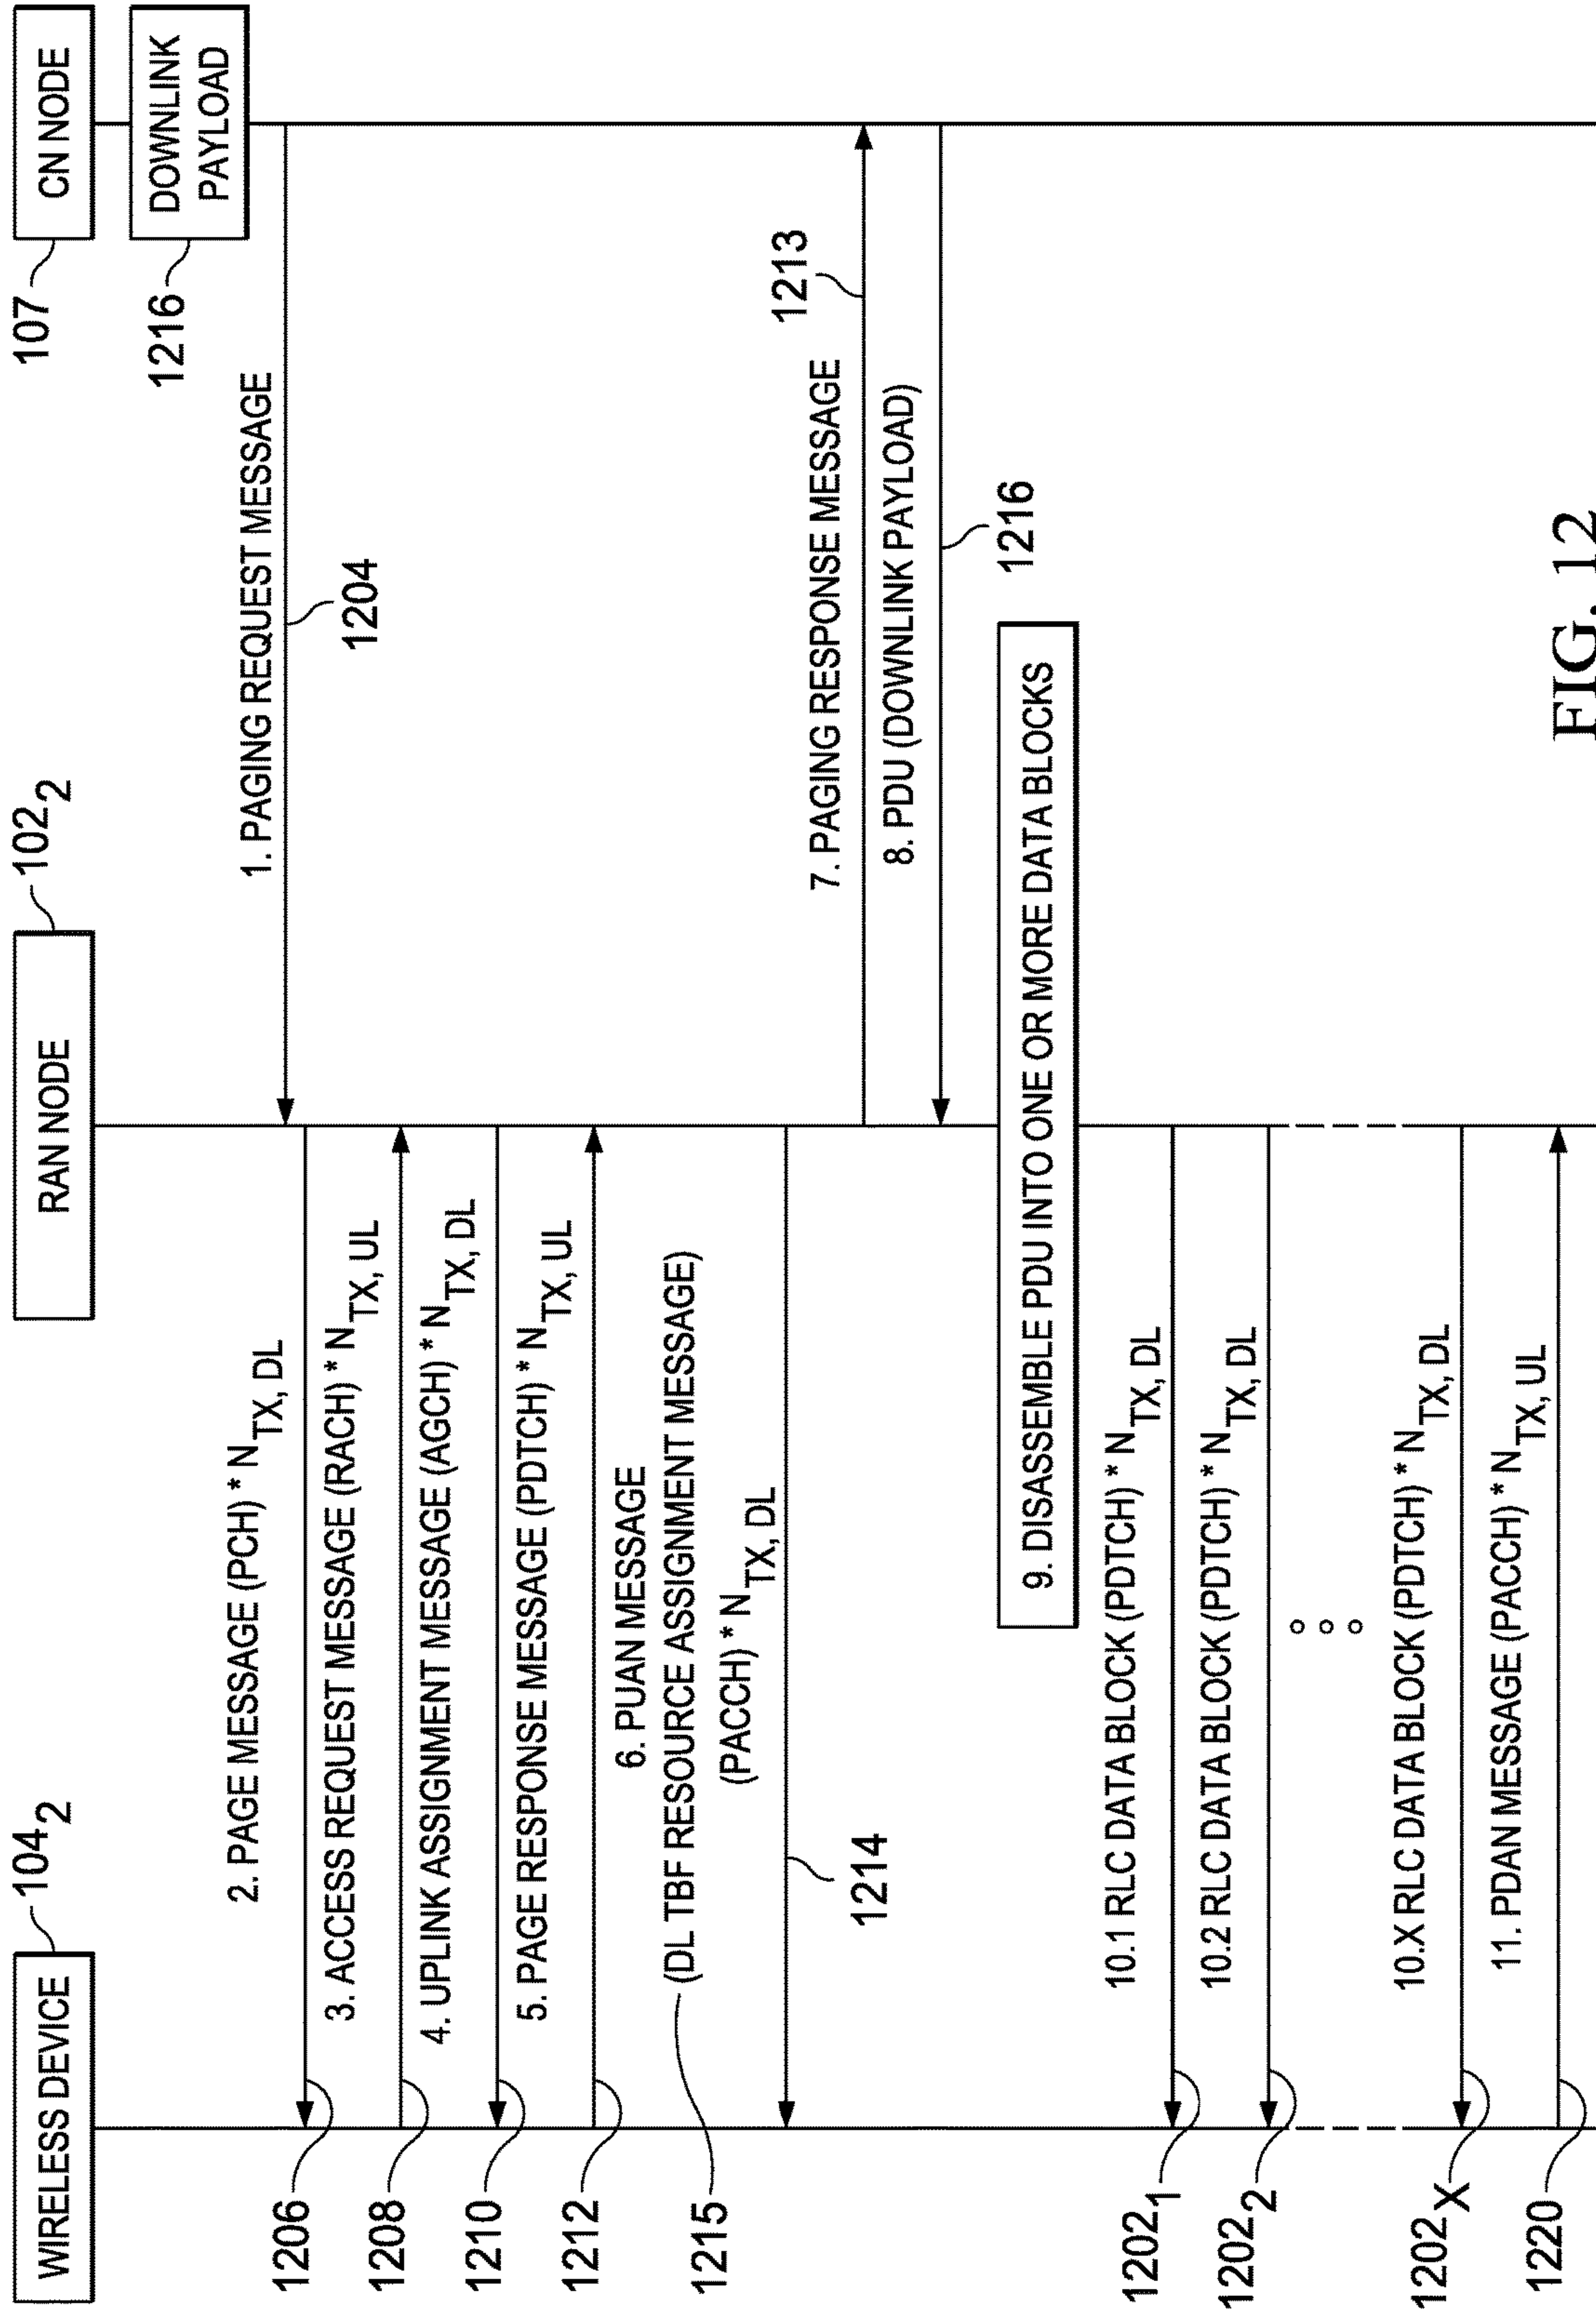 WIRELESS DEVICE
104₂
RAN NODE
102₂
CN NODE
107
DOWNLINK
PAYLOAD
1216
1. PAGING REQUEST MESSAGE
1204
2. PAGE MESSAGE (PCH) * N_TX, DL
1206
3. ACCESS REQUEST MESSAGE (RACH) * N_TX, UL
1208
4. UPLINK ASSIGNMENT MESSAGE (AGCH) * N_TX, DL
1210
5. PAGE RESPONSE MESSAGE (PDTCH) * N_TX, UL
1212
6. PUAN MESSAGE
(DL TBF RESOURCE ASSIGNMENT MESSAGE)
(PACCH) * N_TX, DL
1215
1214
7. PAGING RESPONSE MESSAGE
1213
8. PDU (DOWNLINK PAYLOAD)
1216
9. DISASSEMBLE PDU INTO ONE OR MORE DATA BLOCKS
10.1 RLC DATA BLOCK (PDTCH) * N_TX, DL
1202₁
10.2 RLC DATA BLOCK (PDTCH) * N_TX, DL
1202₂
10.X RLC DATA BLOCK (PDTCH) * N_TX, DL
1202_X
11. PDAN MESSAGE (PACCH) * N_TX, UL
1220
FIG. 12